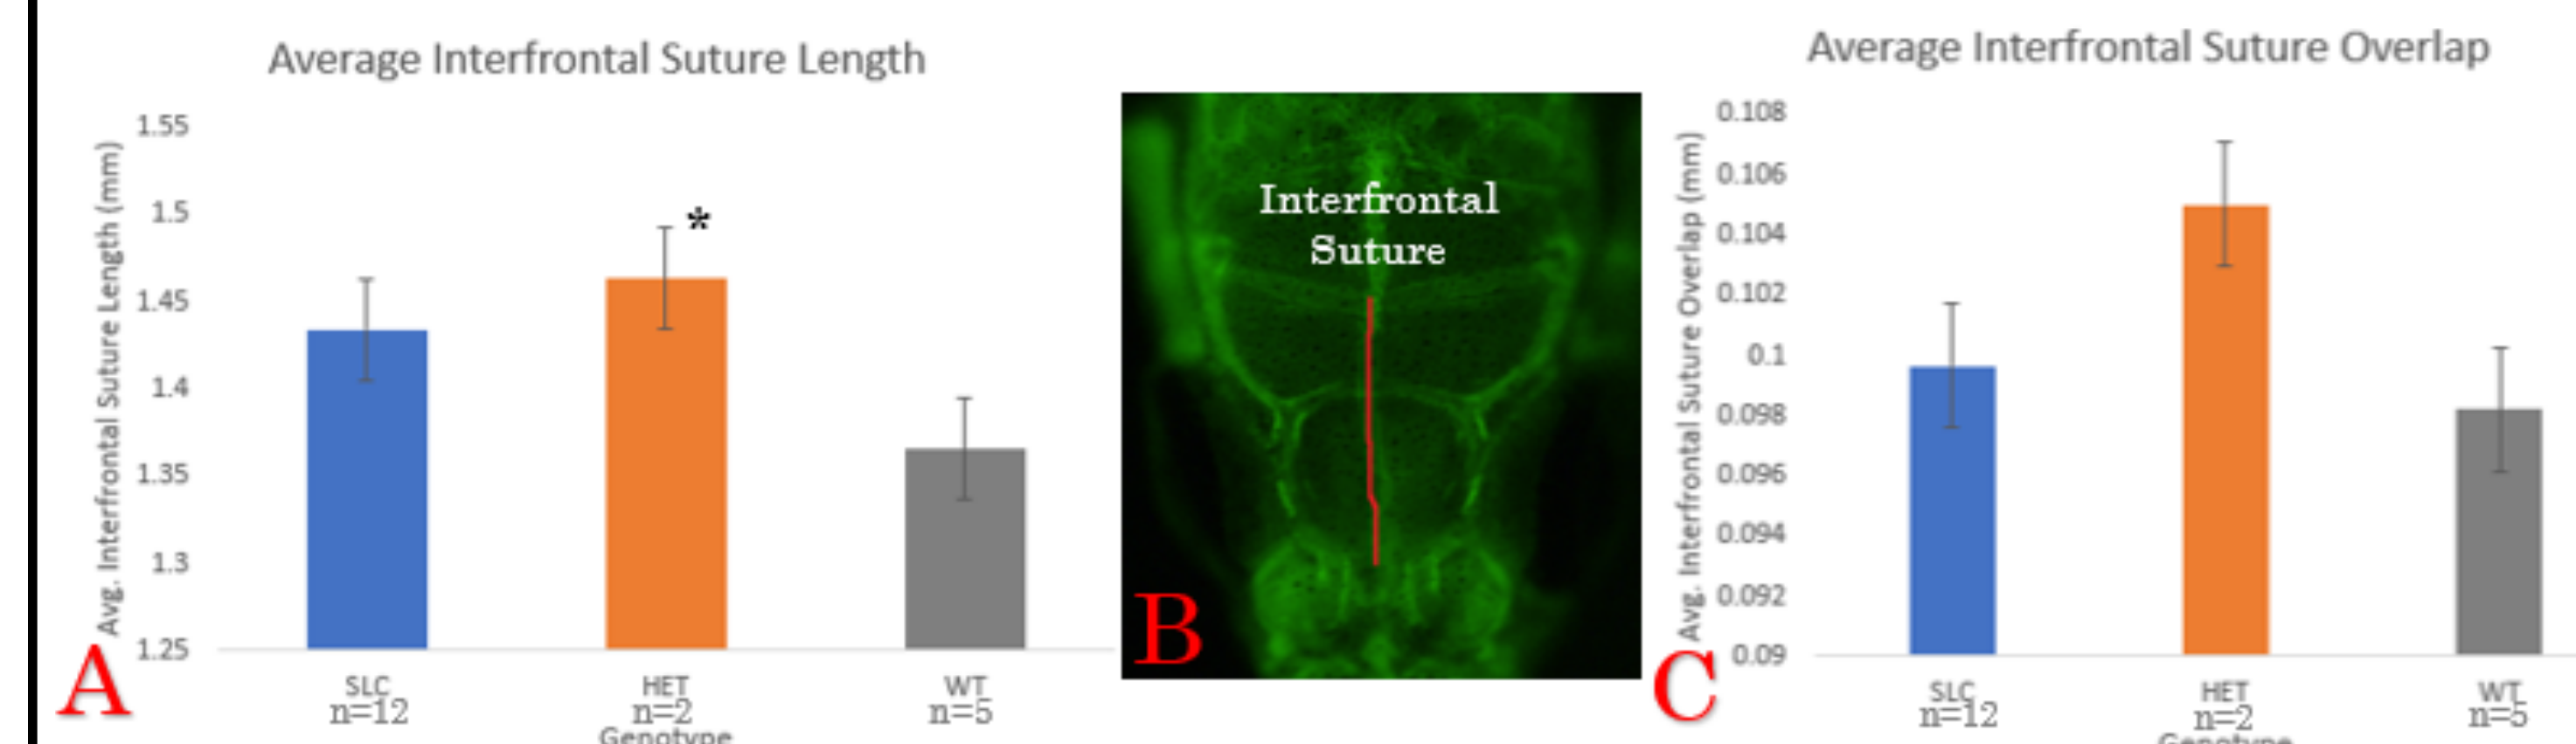 Average Interfrontal Suture Length
Avg. Interfrontal Suture Length (mm)
1.55
1.5
1.45
1.4
1.35
1.3
1.25
*
SLC
n=12
HET
n=2
WT
n=5
Genotype
A
Interfrontal
Suture
B
Average Interfrontal Suture Overlap
Avg. Interfrontal Suture Overlap (mm)
0.108
0.106
0.104
0.102
0.1
0.098
0.096
0.094
0.092
0.09
SLC
n=12
HET
n=2
WT
n=5
Genotype
C